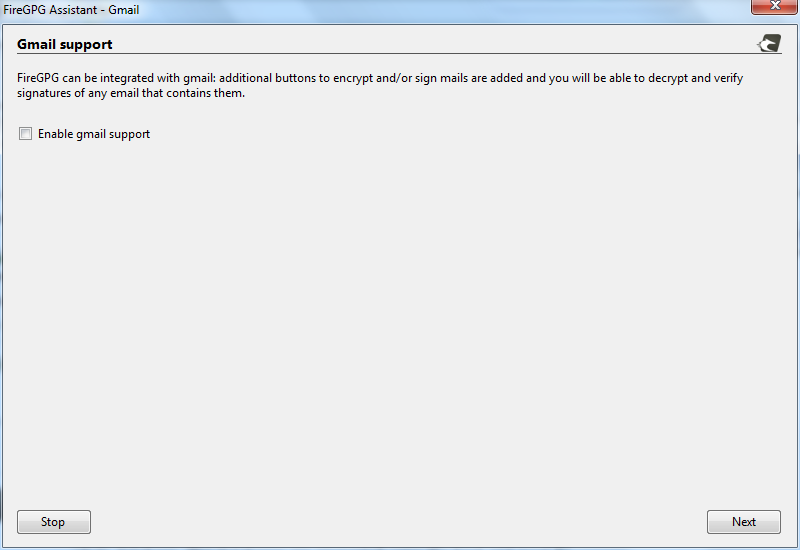 FireGPG Assistant - Gmail
Gmail support
FireGPG can be integrated with gmail: additional buttons to encrypt and/or sign mails are added and you will be able to decrypt and verify
signatures of any email that contains them.
Enable gmail support
Stop
Next